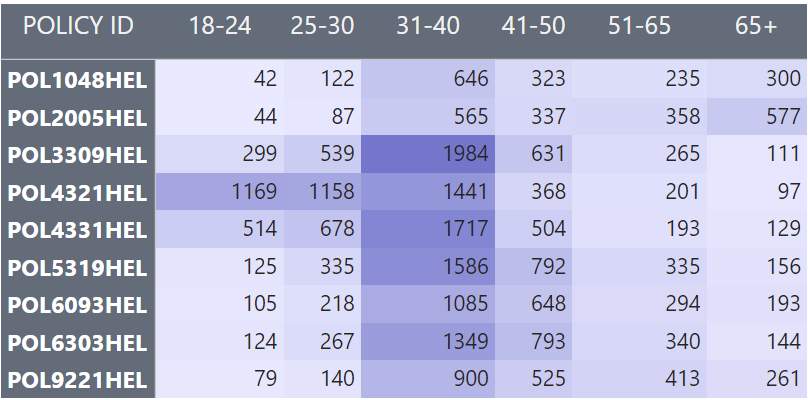 POLICY ID 18-24 25-30 31-40 41-50 51-65 65+
POL1048HEL 42 122 646 323 235 300
POL2005HEL 44 87 565 337 358 577
POL3309HEL 299 539 1984 631 265 111
POL4321HEL 1169 1158 1441 368 201 97
POL4331HEL 514 678 1717 504 193 129
POL5319HEL 125 335 1586 792 335 156
POL6093HEL 105 218 1085 648 294 193
POL6303HEL 124 267 1349 793 340 144
POL9221HEL 79 140 900 525 413 261